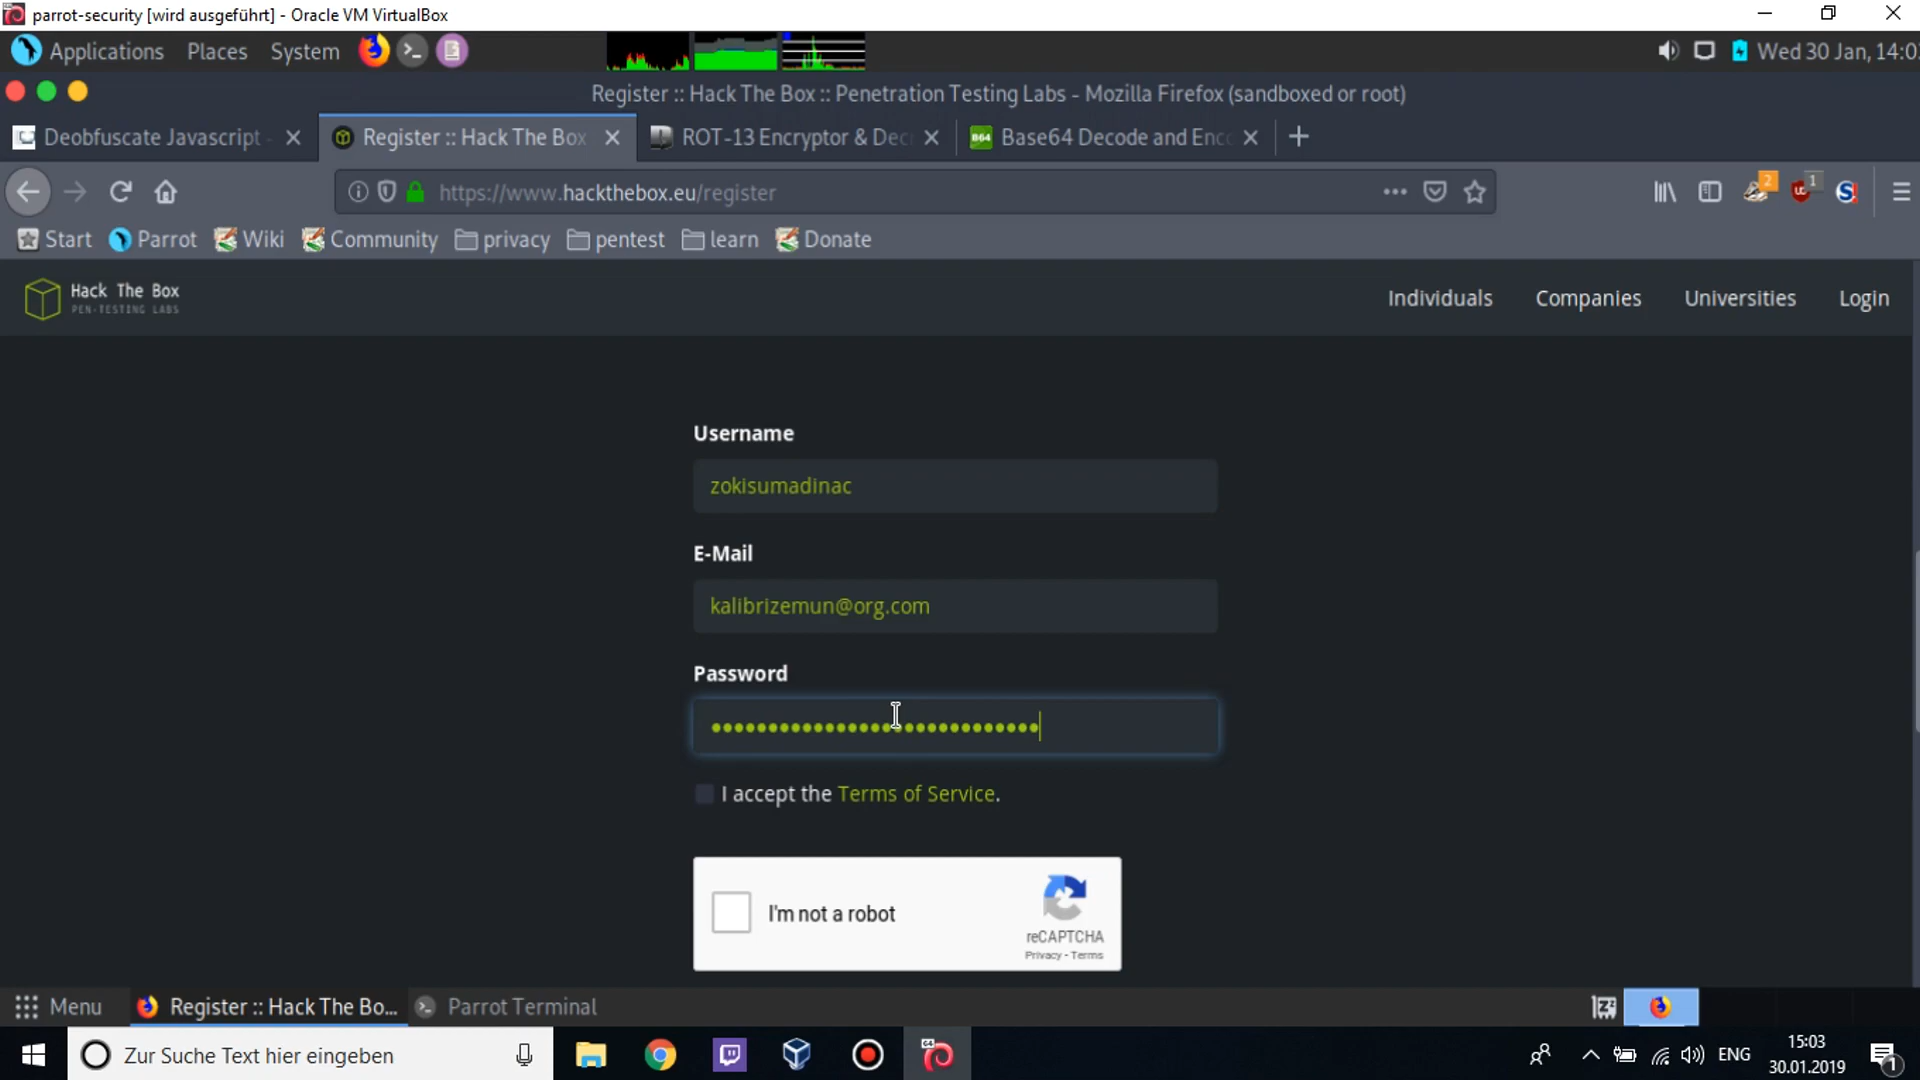 parrot-security [wird ausgeführt] - Oracle VM VirtualBox
Applications Places System
Wed 30 Jan, 14:0
Register :: Hack The Box :: Penetration Testing Labs - Mozilla Firefox (sandboxed or root)
Deobfuscate Javascript -
Register :: Hack The Box
ROT-13 Encryptor & Dec
B64 Base64 Decode and Enc
https://www.hackthebox.eu/register
2
1
Start Parrot Wiki Community privacy pentest learn Donate
Hack The Box
PEN-TESTING LABS
Individuals Companies Universities Login
Username
zokisumadinac
E-Mail
kalibrizemun@org.com
Password
•••••••••••••••••••••••••••••
I accept the Terms of Service.
I'm not a robot
reCAPTCHA
Privacy - Terms
Menu
Register :: Hack The Bo...
Parrot Terminal
Zur Suche Text hier eingeben
64
ENG
15:03
30.01.2019
1